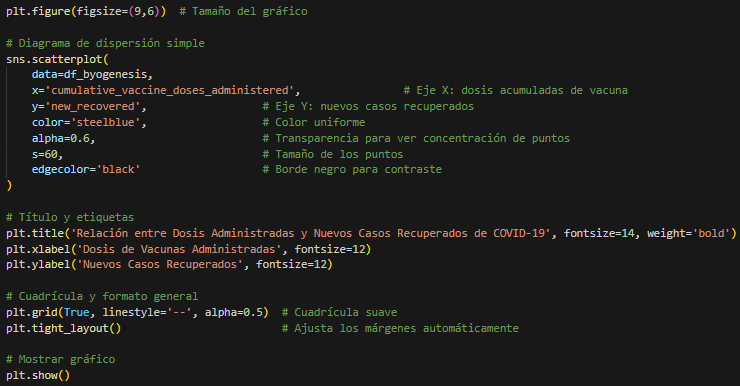 plt.figure(figsize=(9,6))  # Tamaño del gráfico
# Diagrama de dispersión simple
sns.scatterplot(
    data=df_byogenesis,
    x='cumulative_vaccine_doses_administered',                # Eje X: dosis acumuladas de vacuna
    y='new_recovered',                  # Eje Y: nuevos casos recuperados
    color='steelblue',                  # Color uniforme
    alpha=0.6,                          # Transparencia para ver concentración de puntos
    s=60,                               # Tamaño de los puntos
    edgecolor='black'                   # Borde negro para contraste
)
# Título y etiquetas
plt.title('Relación entre Dosis Administradas y Nuevos Casos Recuperados de COVID-19', fontsize=14, weight='bold')
plt.xlabel('Dosis de Vacunas Administradas', fontsize=12)
plt.ylabel('Nuevos Casos Recuperados', fontsize=12)
# Cuadrícula y formato general
plt.grid(True, linestyle='--', alpha=0.5)  # Cuadrícula suave
plt.tight_layout()                         # Ajusta los márgenes automáticamente
# Mostrar gráfico
plt.show()